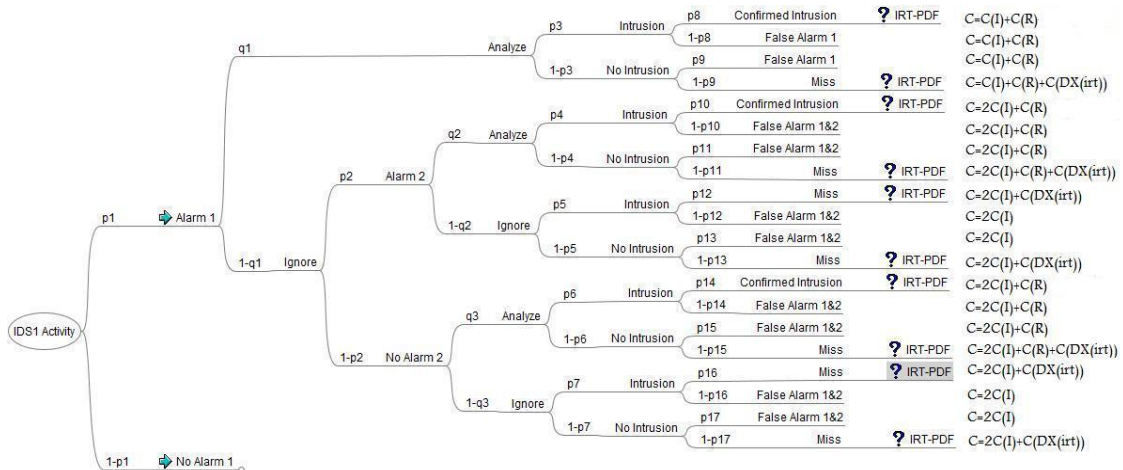 p3 Intrusion p8 Confirmed Intrusion ? IRT-PDF C=C(I)+C(R)
1-p8 False Alarm 1 C=C(I)+C(R)
q1 Analyze
1-p3 No Intrusion p9 False Alarm 1 C=C(I)+C(R)
1-p9 Miss ? IRT-PDF C=C(I)+C(R)+C(DX(irt))
p4 Intrusion p10 Confirmed Intrusion ? IRT-PDF C=2C(I)+C(R)
1-p10 False Alarm 1&2 C=2C(I)+C(R)
q2 Analyze
1-p4 No Intrusion p11 False Alarm 1&2 C=2C(I)+C(R)
1-p11 Miss ? IRT-PDF C=2C(I)+C(R)+C(DX(irt))
p2 Alarm 2
p5 Intrusion p12 Miss ? IRT-PDF C=2C(I)+C(DX(irt))
1-p12 False Alarm 1&2 C=2C(I)
p1 Alarm 1
1-q2 Ignore
1-p5 No Intrusion p13 False Alarm 1&2 C=2C(I)
1-p13 Miss ? IRT-PDF C=2C(I)+C(DX(irt))
1-q1 Ignore
p6 Intrusion p14 Confirmed Intrusion ? IRT-PDF C=2C(I)+C(R)
1-p14 False Alarm 1&2 C=2C(I)+C(R)
q3 Analyze
IDS1 Activity
1-p6 No Intrusion p15 False Alarm 1&2 C=2C(I)+C(R)
1-p15 Miss ? IRT-PDF C=2C(I)+C(R)+C(DX(irt))
1-p2 No Alarm 2
p7 Intrusion p16 Miss ? IRT-PDF C=2C(I)+C(DX(irt))
1-p16 False Alarm 1&2 C=2C(I)
1-q3 Ignore
1-p7 No Intrusion p17 False Alarm 1&2 C=2C(I)
1-p17 Miss ? IRT-PDF C=2C(I)+C(DX(irt))
1-p1 No Alarm 1